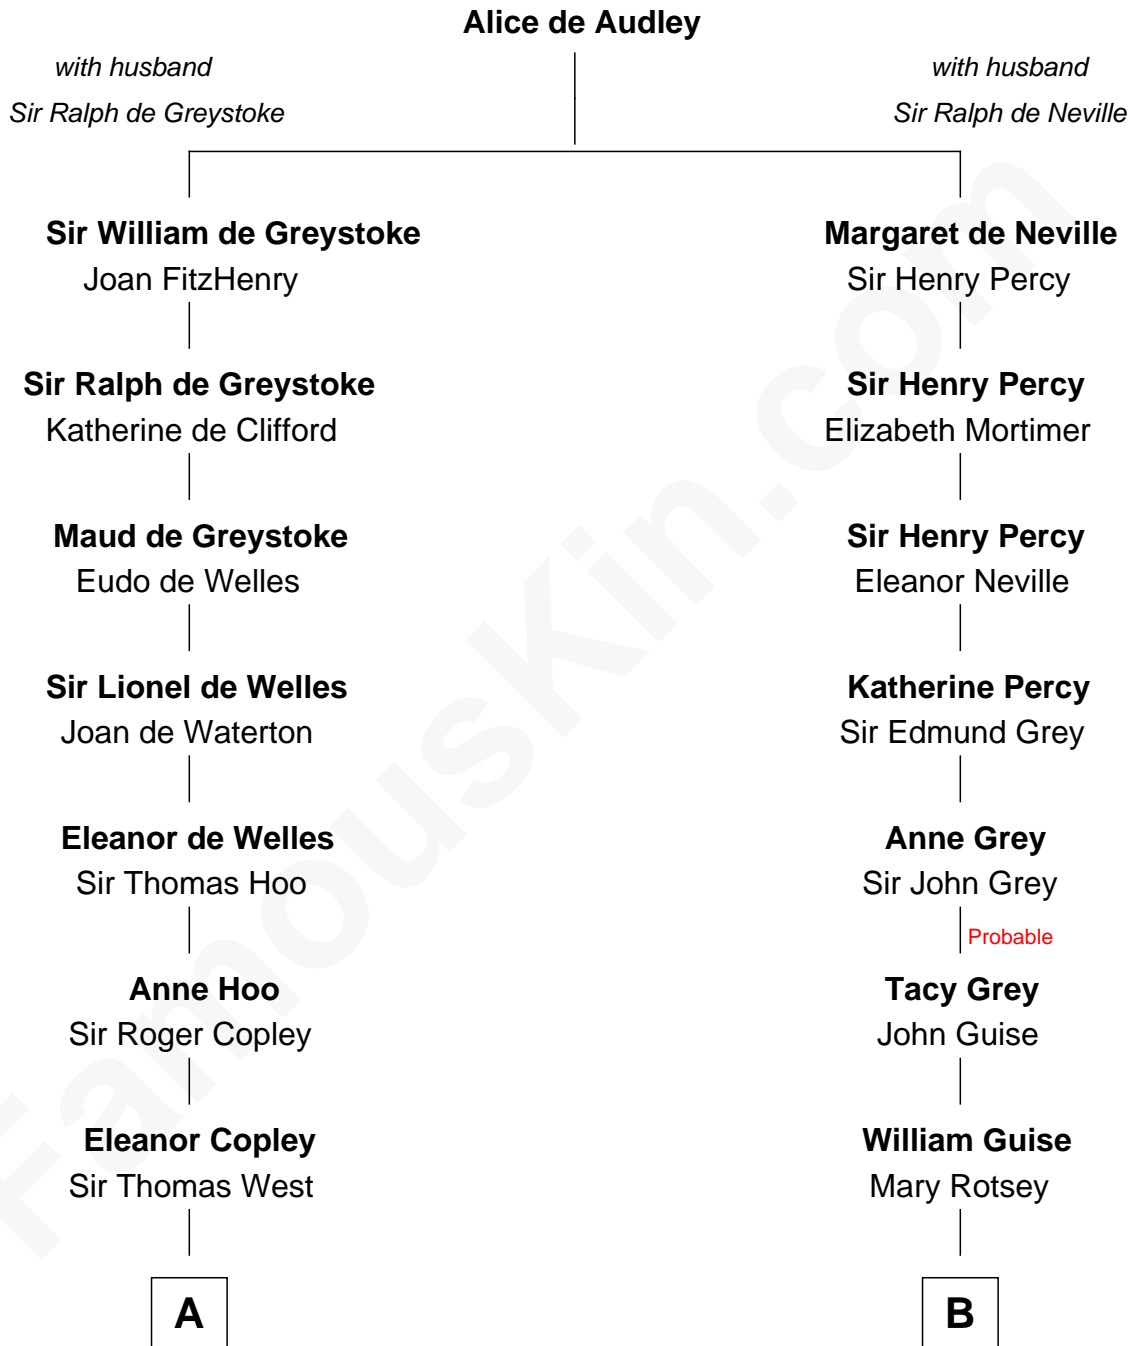 Alice de Audley
with husband
Sir Ralph de Greystoke
with husband
Sir Ralph de Neville
Sir William de Greystoke
Joan FitzHenry
Margaret de Neville
Sir Henry Percy
Sir Ralph de Greystoke
Katherine de Clifford
Sir Henry Percy
Elizabeth Mortimer
Maud de Greystoke
Eudo de Welles
Sir Henry Percy
Eleanor Neville
Sir Lionel de Welles
Joan de Waterton
Katherine Percy
Sir Edmund Grey
Eleanor de Welles
Sir Thomas Hoo
Anne Grey
Sir John Grey
Probable
Anne Hoo
Sir Roger Copley
Tacy Grey
John Guise
Eleanor Copley
Sir Thomas West
William Guise
Mary Rotsey
A
B
FamousKin.com